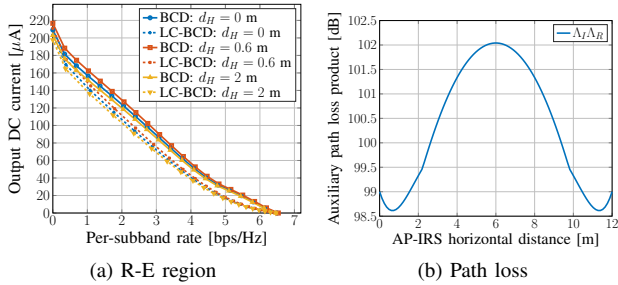 220
200
180
160
140
120
100
80
60
40
20
0
Output DC current [μA]
0 1 2 3 4 5 6 7
Per-subband rate [bps/Hz]
BCD: d_H = 0 m
LC-BCD: d_H = 0 m
BCD: d_H = 0.6 m
LC-BCD: d_H = 0.6 m
BCD: d_H = 2 m
LC-BCD: d_H = 2 m
(a) R-E region
102.5
102
101.5
101
100.5
100
99.5
99
98.5
Auxiliary path loss product [dB]
0 2 4 6 8 10 12
AP-IRS horizontal distance [m]
Λ_I Λ_R
(b) Path loss